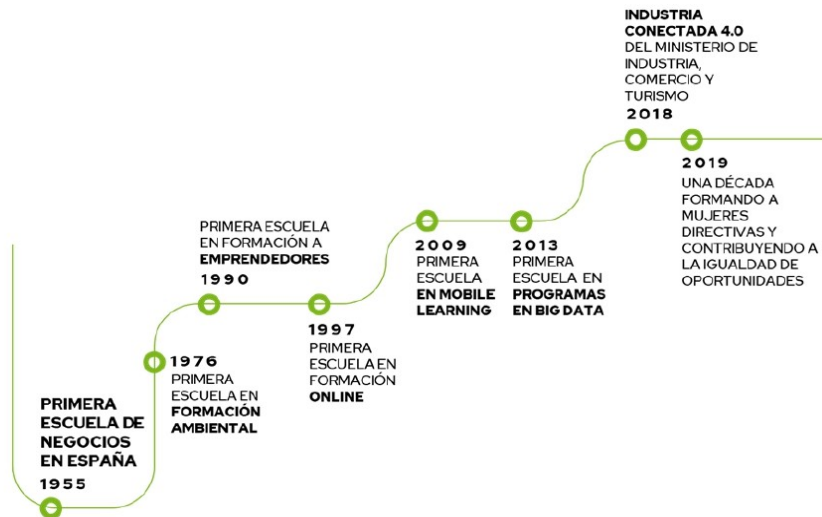 PRIMERA
ESCUELA DE
NEGOCIOS
EN ESPAÑA
1955
1976
PRIMERA
ESCUELA EN
FORMACIÓN
AMBIENTAL
PRIMERA ESCUELA
EN FORMACIÓN A
EMPRENDEDORES
1990
1997
PRIMERA
ESCUELA EN
FORMACIÓN
ONLINE
2009
PRIMERA
ESCUELA
EN MOBILE
LEARNING
2013
PRIMERA
ESCUELA EN
PROGRAMAS
EN BIG DATA
INDUSTRIA
CONECTADA 4.0
DEL MINISTERIO DE
INDUSTRIA,
COMERCIO Y
TURISMO
2018
2019
UNA DÉCADA
FORMANDO A
MUJERES
DIRECTIVAS Y
CONTRIBUYENDO A
LA IGUALDAD DE
OPORTUNIDADES